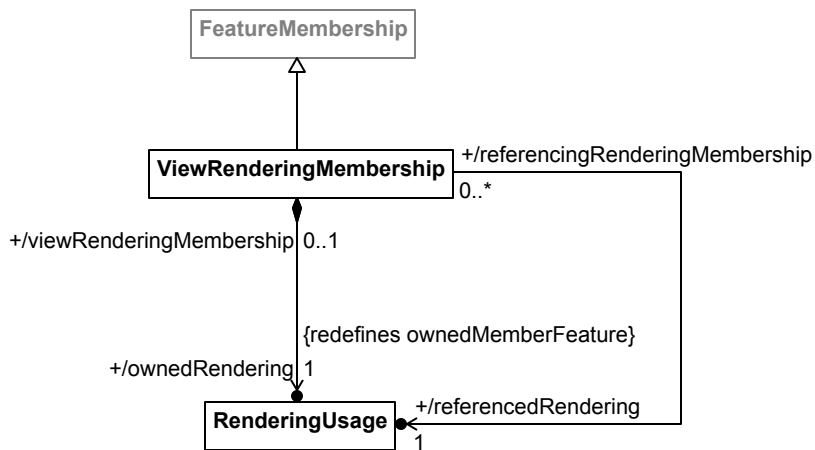 FeatureMembership
ViewRenderingMembership
+/referencingRenderingMembership
0..*
+/viewRenderingMembership
0..1
{redefines ownedMemberFeature}
+/ownedRendering
1
+/referencedRendering
RenderingUsage
1